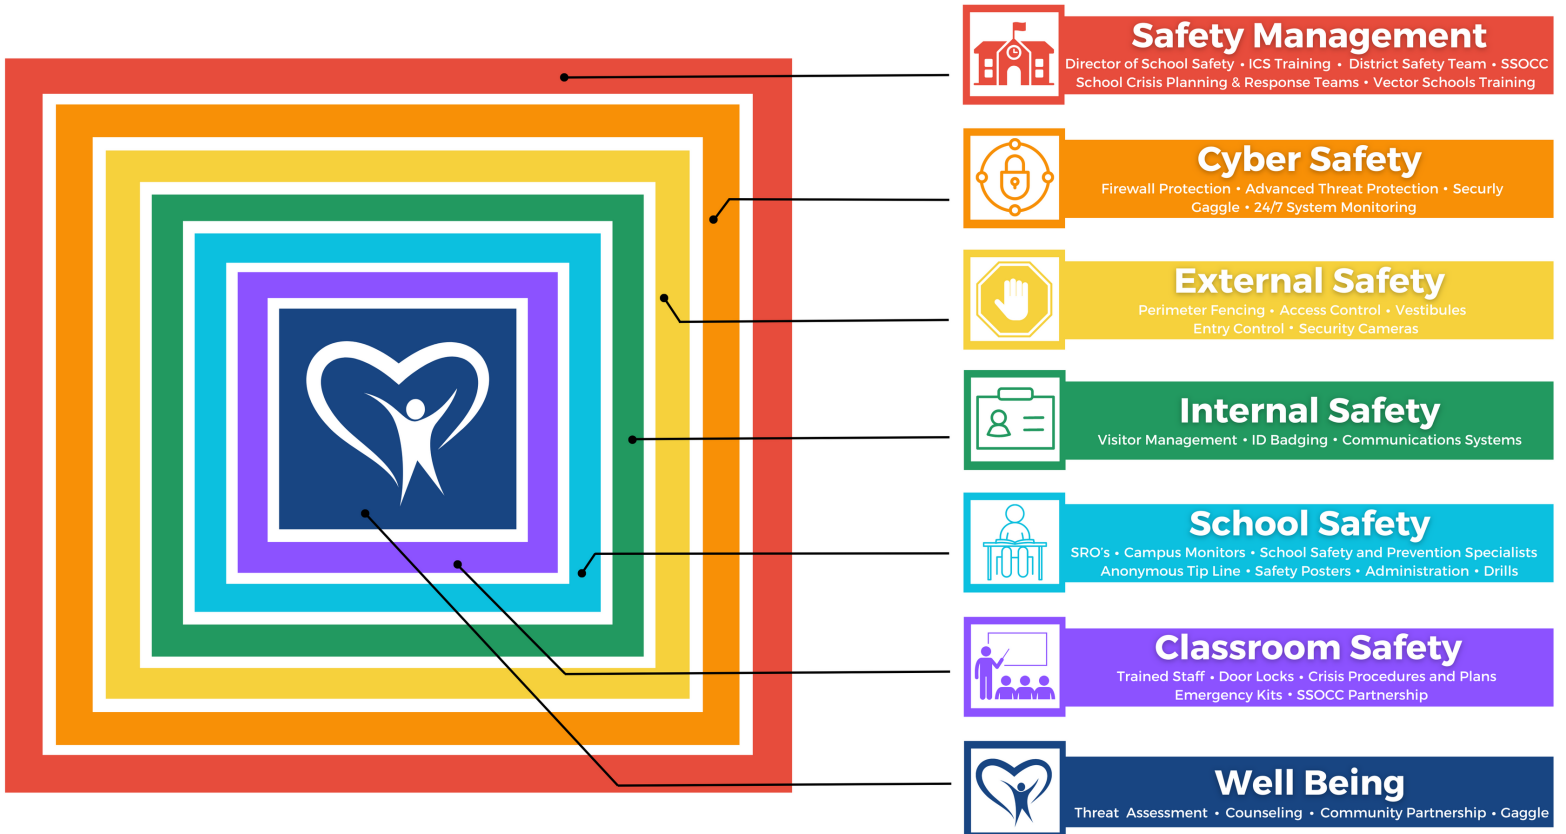 Safety Management
Director of School Safety • ICS Training • District Safety Team • SSOCC
School Crisis Planning & Response Teams • Vector Schools Training
Cyber Safety
Firewall Protection • Advanced Threat Protection • Securly
Gaggle • 24/7 System Monitoring
External Safety
Perimeter Fencing • Access Control • Vestibules
Entry Control • Security Cameras
Internal Safety
Visitor Management • ID Badging • Communications Systems
School Safety
SRO's • Campus Monitors • School Safety and Prevention Specialists
Anonymous Tip Line • Safety Posters • Administration • Drills
Classroom Safety
Trained Staff • Door Locks • Crisis Procedures and Plans
Emergency Kits • SSOCC Partnership
Well Being
Threat Assessment • Counseling • Community Partnership • Gaggle